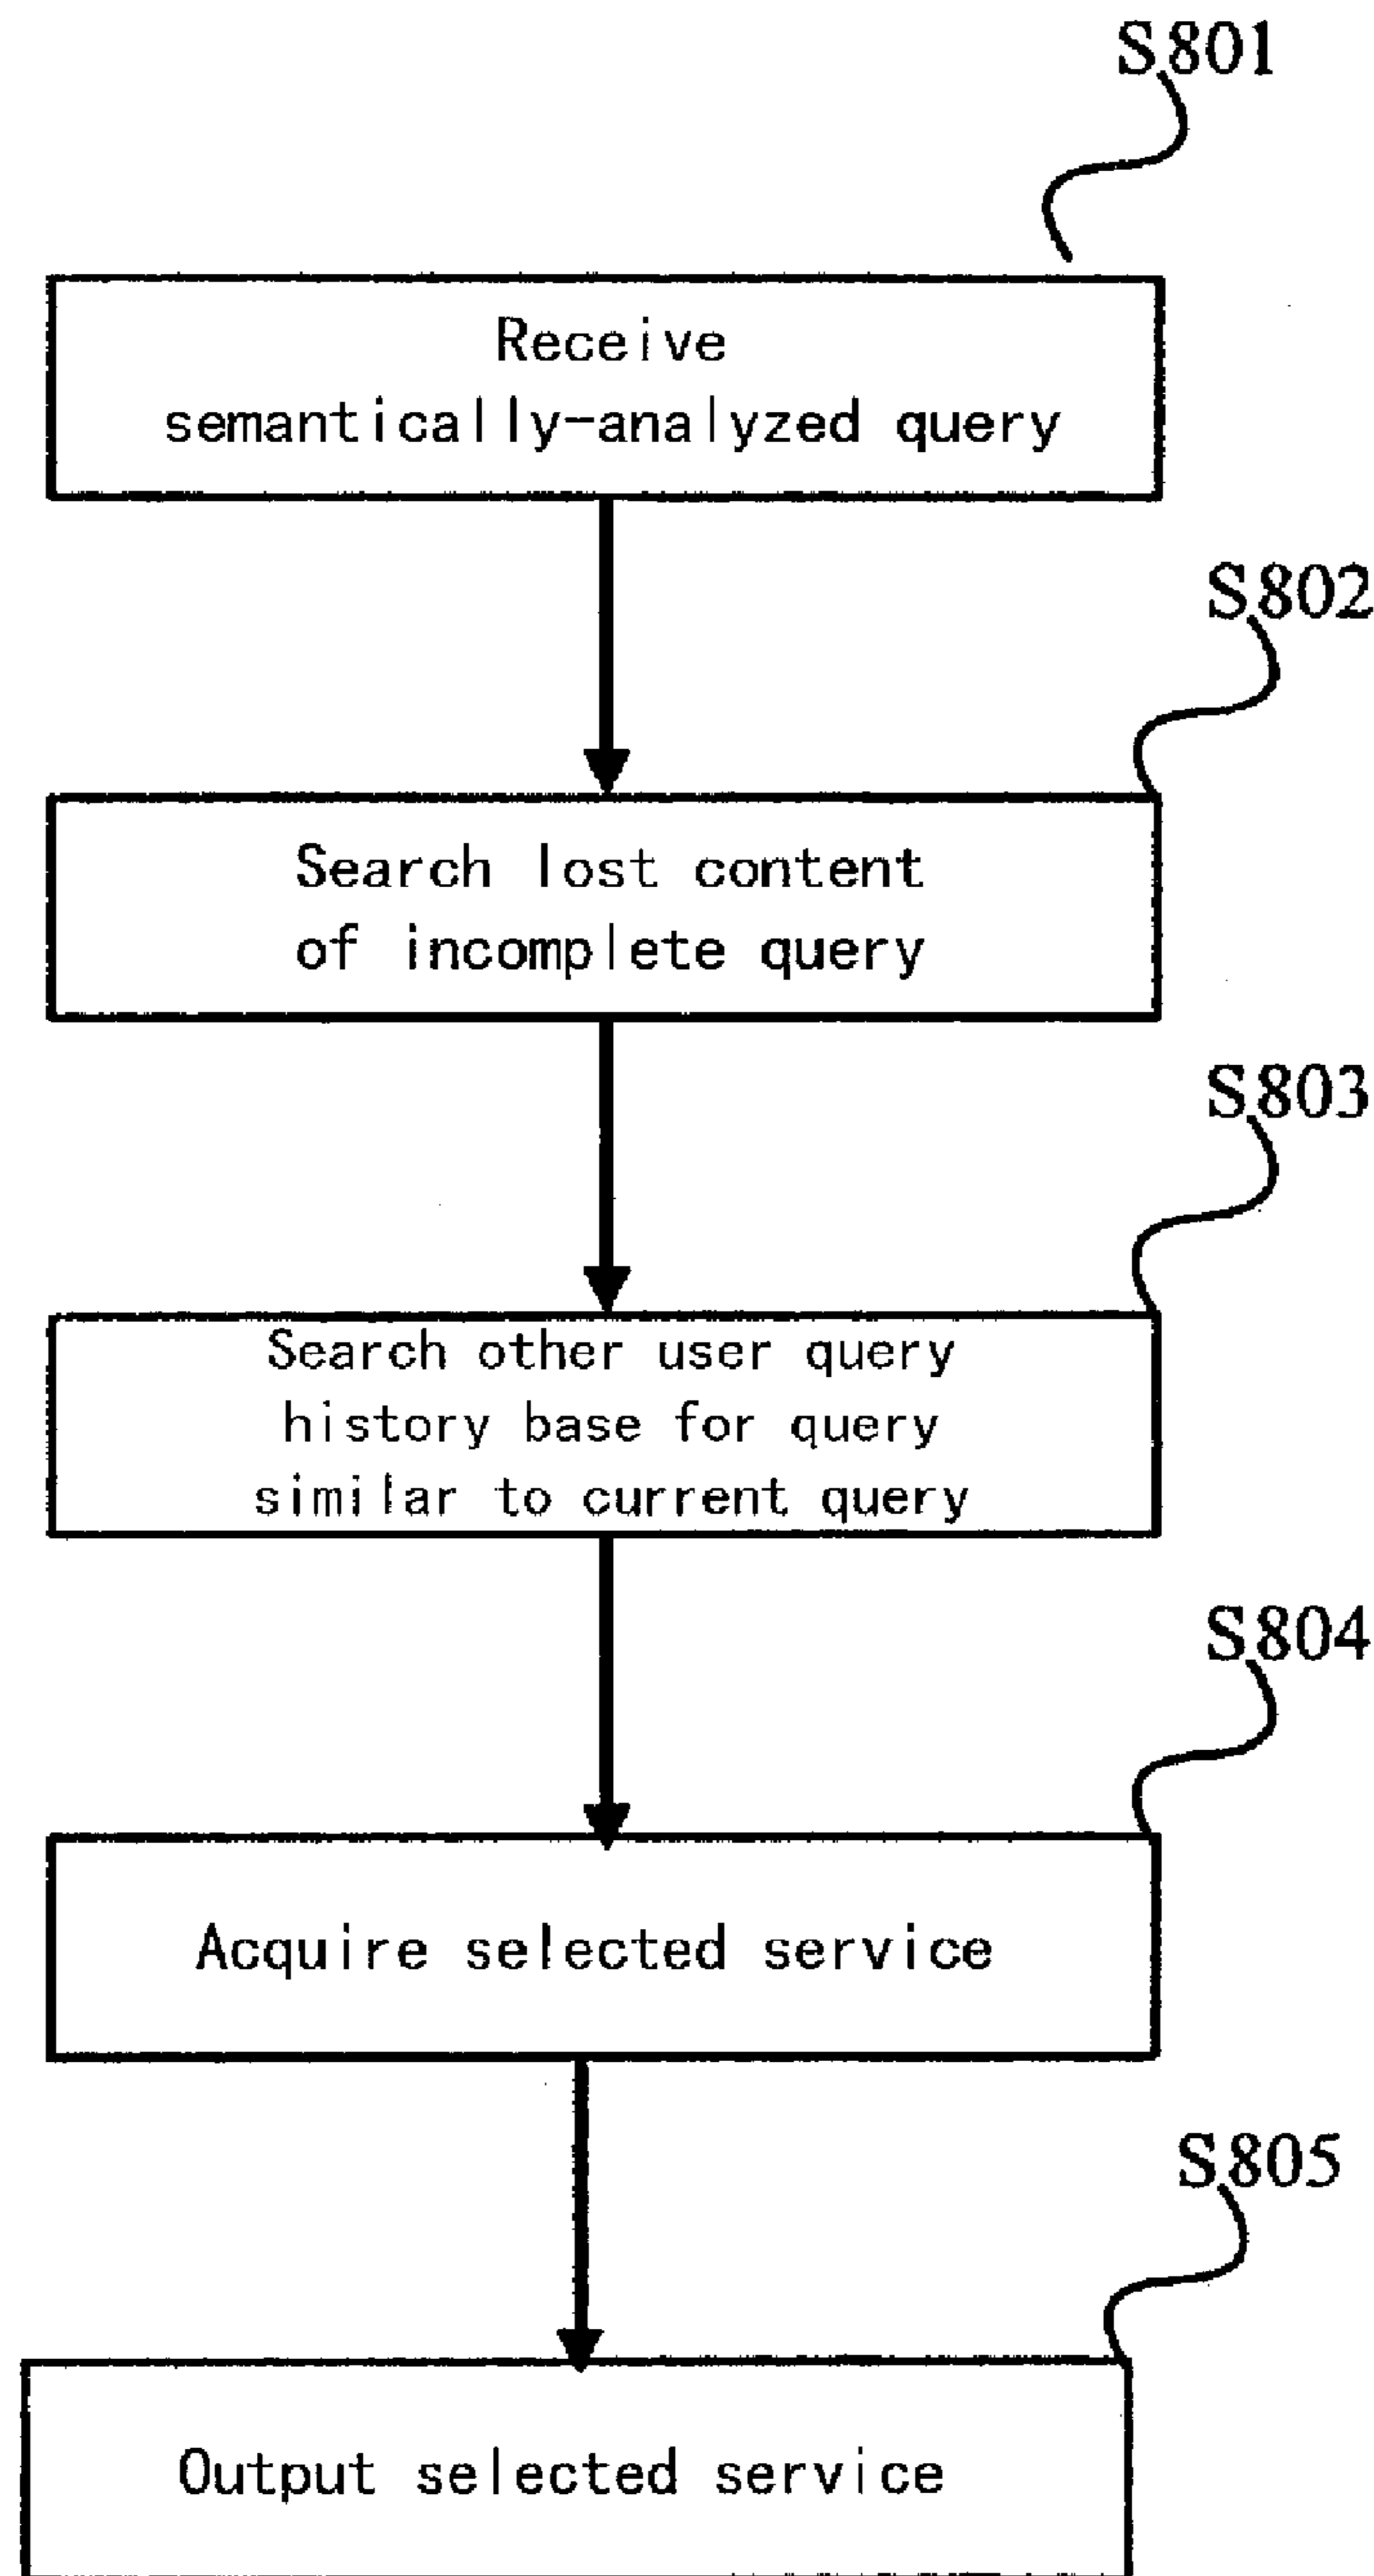 S801
Receive
semantically-analyzed query
S802
Search lost content
of incomplete query
S803
Search other user query
history base for query
similar to current query
S804
Acquire selected service
S805
Output selected service